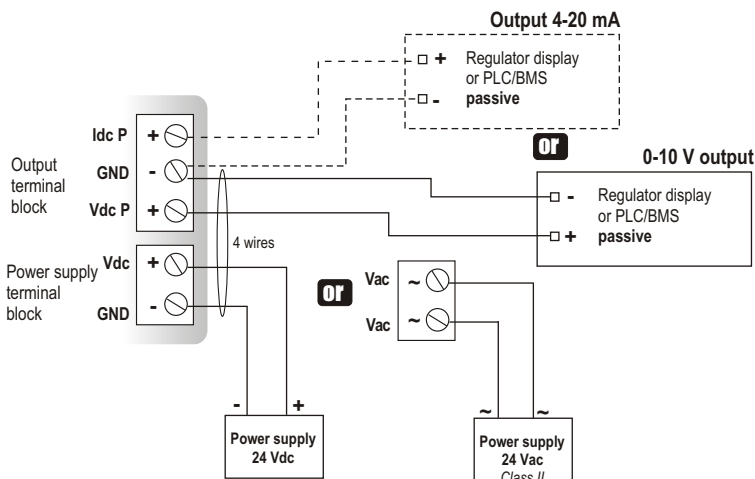 Output 4-20 mA
+ Regulator display
or PLC/BMS
- passive
or
0-10 V output
- Regulator display
or PLC/BMS
+ passive
Output
terminal
block
Idc P +
GND -
Vdc P +
4 wires
Power supply
terminal
block
Vdc +
GND -
or
Vac ~
Vac ~
- +
Power supply
24 Vdc
~ ~
Power supply
24 Vac
Class II